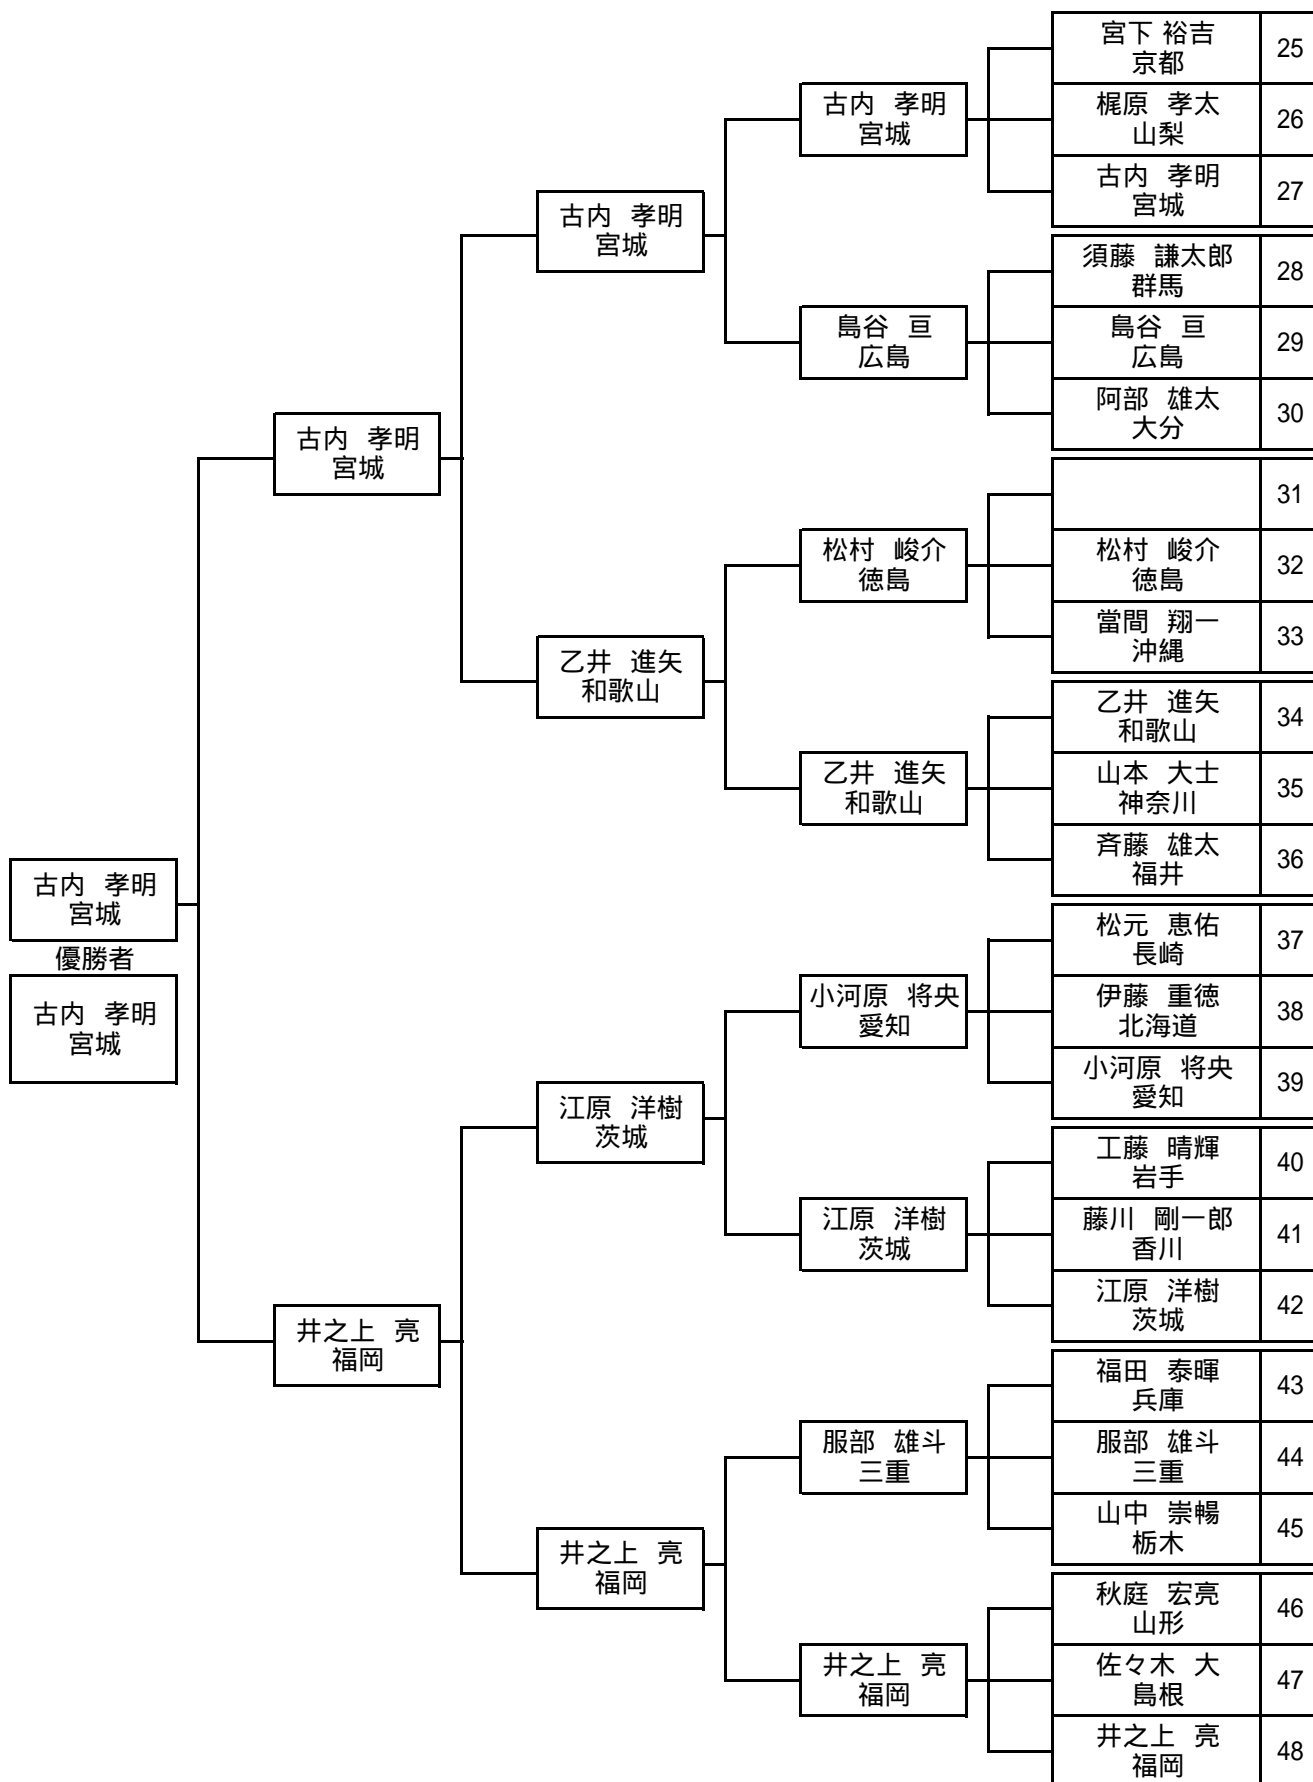 古内 孝明
宮城
優勝者
古内 孝明
宮城
古内 孝明
宮城
井之上 亮
福岡
古内 孝明
宮城
乙井 進矢
和歌山
江原 洋樹
茨城
井之上 亮
福岡
古内 孝明
宮城
島谷 亘
広島
松村 峻介
徳島
乙井 進矢
和歌山
小河原 将央
愛知
江原 洋樹
茨城
服部 雄斗
三重
井之上 亮
福岡
宮下 裕吉
京都
25
梶原 孝太
山梨
26
古内 孝明
宮城
27
須藤 謙太郎
群馬
28
島谷 亘
広島
29
阿部 雄太
大分
30
31
松村 峻介
徳島
32
當間 翔一
沖縄
33
乙井 進矢
和歌山
34
山本 大士
神奈川
35
斉藤 雄太
福井
36
松元 恵佑
長崎
37
伊藤 重徳
北海道
38
小河原 将央
愛知
39
工藤 晴輝
岩手
40
藤川 剛一郎
香川
41
江原 洋樹
茨城
42
福田 泰暉
兵庫
43
服部 雄斗
三重
44
山中 崇暢
栃木
45
秋庭 宏亮
山形
46
佐々木 大
島根
47
井之上 亮
福岡
48